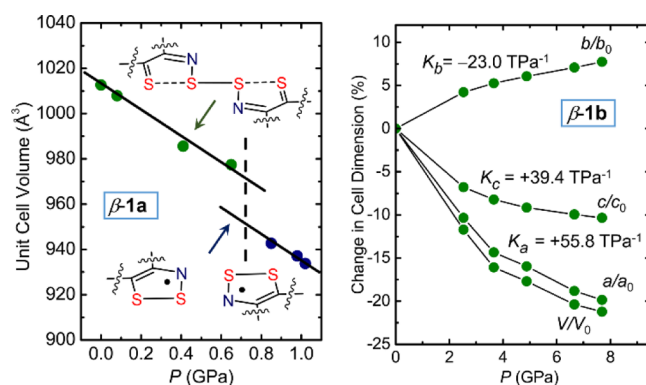 Unit Cell Volume (Å³)
1040
1020
1000
980
960
940
920
900
0.0 0.2 0.4 0.6 0.8 1.0
P (GPa)
β-1a
N
S S S S
N
N
S S
S S
N
Change in Cell Dimension (%)
10
5
0
-5
-10
-15
-20
-25
0 2 4 6 8
P (GPa)
b/b₀
K_b = −23.0 TPa⁻¹
β-1b
K_c = +39.4 TPa⁻¹
c/c₀
K_a = +55.8 TPa⁻¹
a/a₀
V/V₀